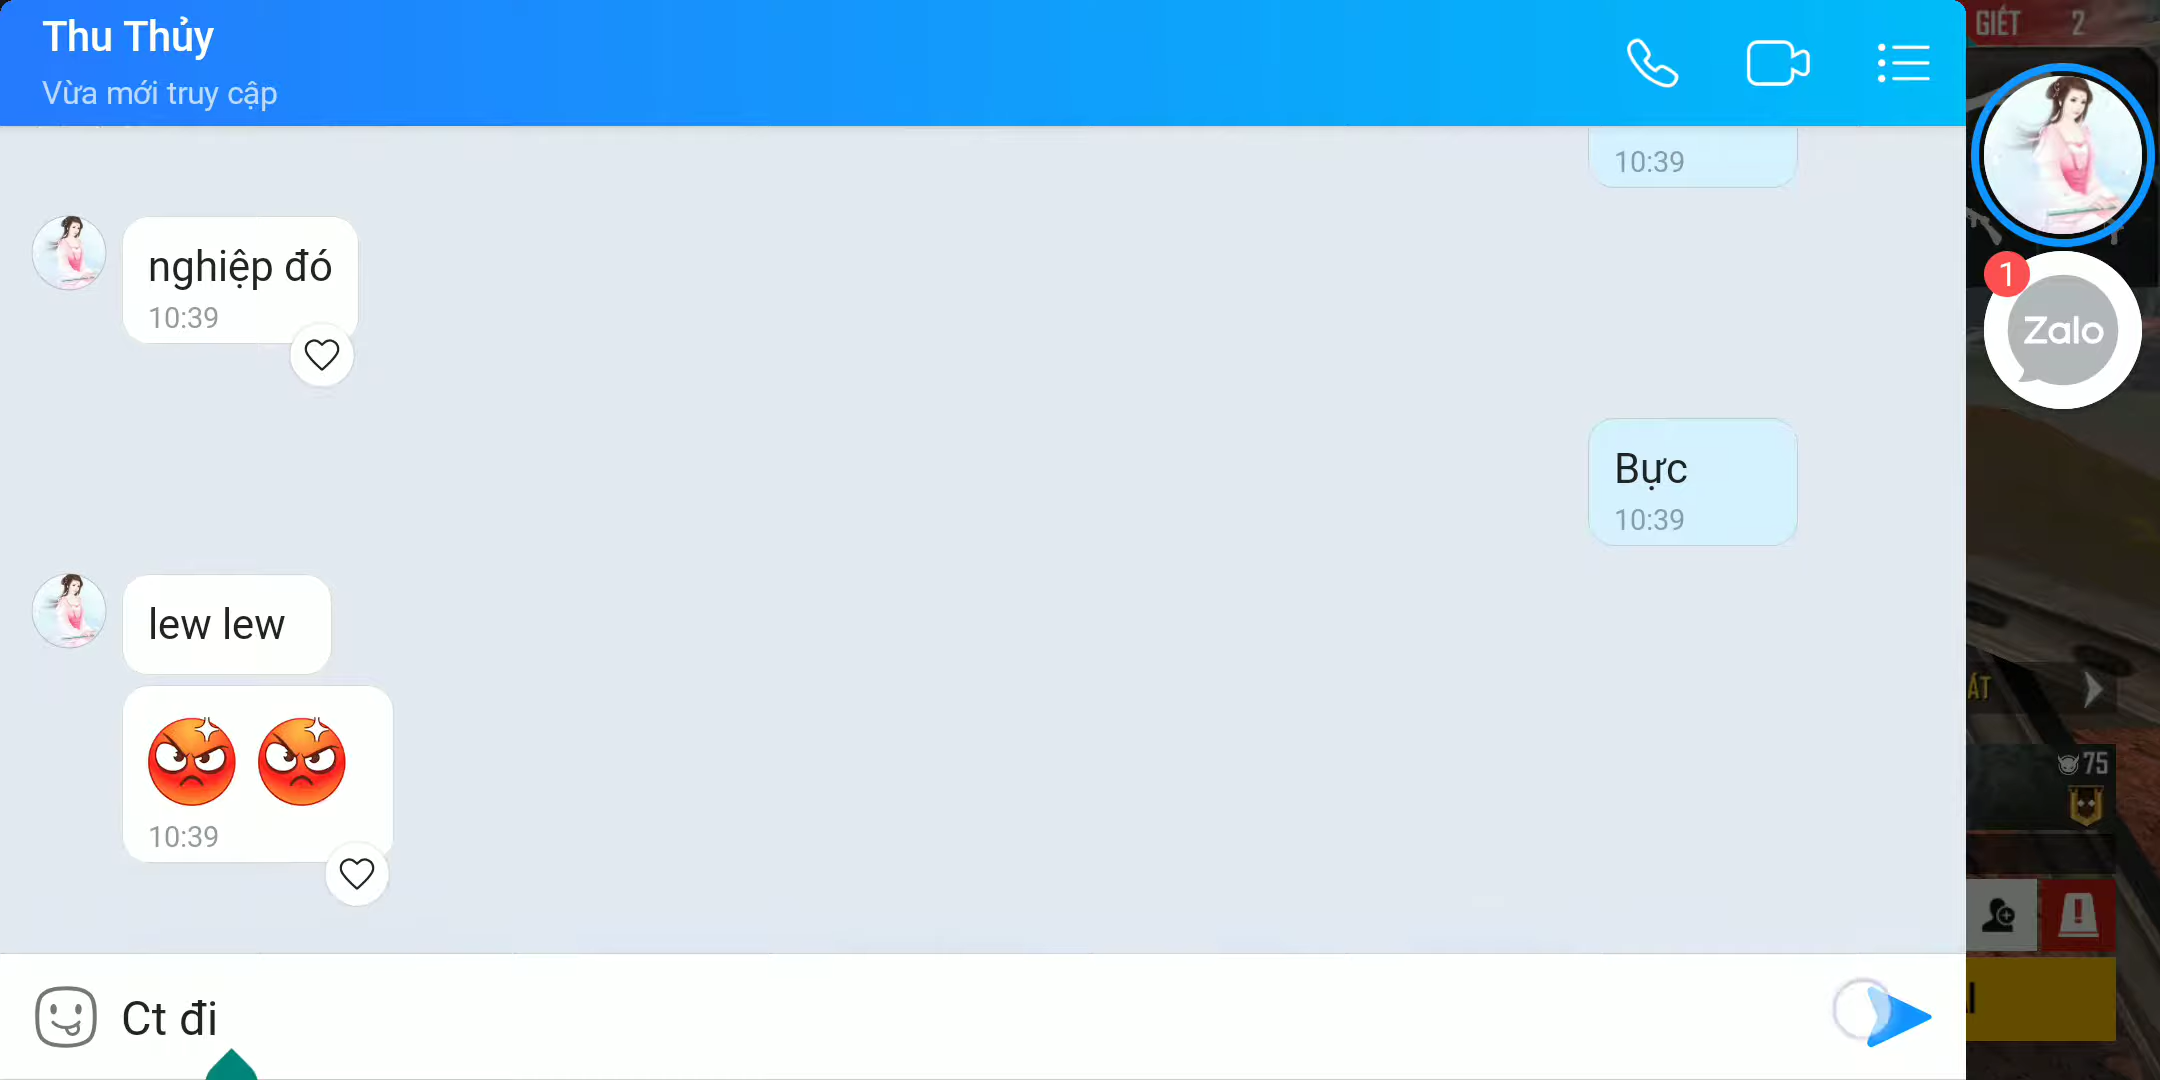 Thu Thủy
Vừa mới truy cập
GIẾT 2
10:39
nghiệp đó
10:39
1
Zalo
Bực
10:39
lew lew
10:39
75
Ct đi